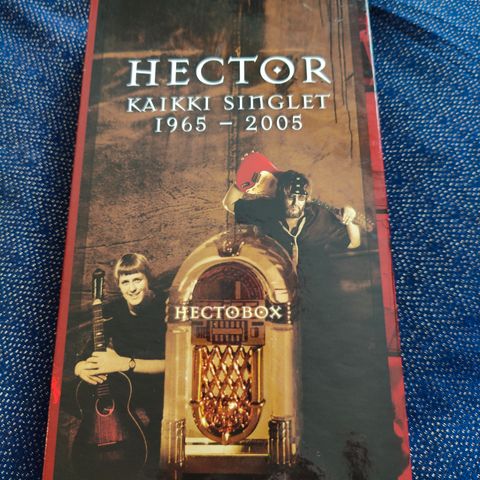 HECTOR
KAIKKI SINGLET
1965 – 2005
HECTOBOX